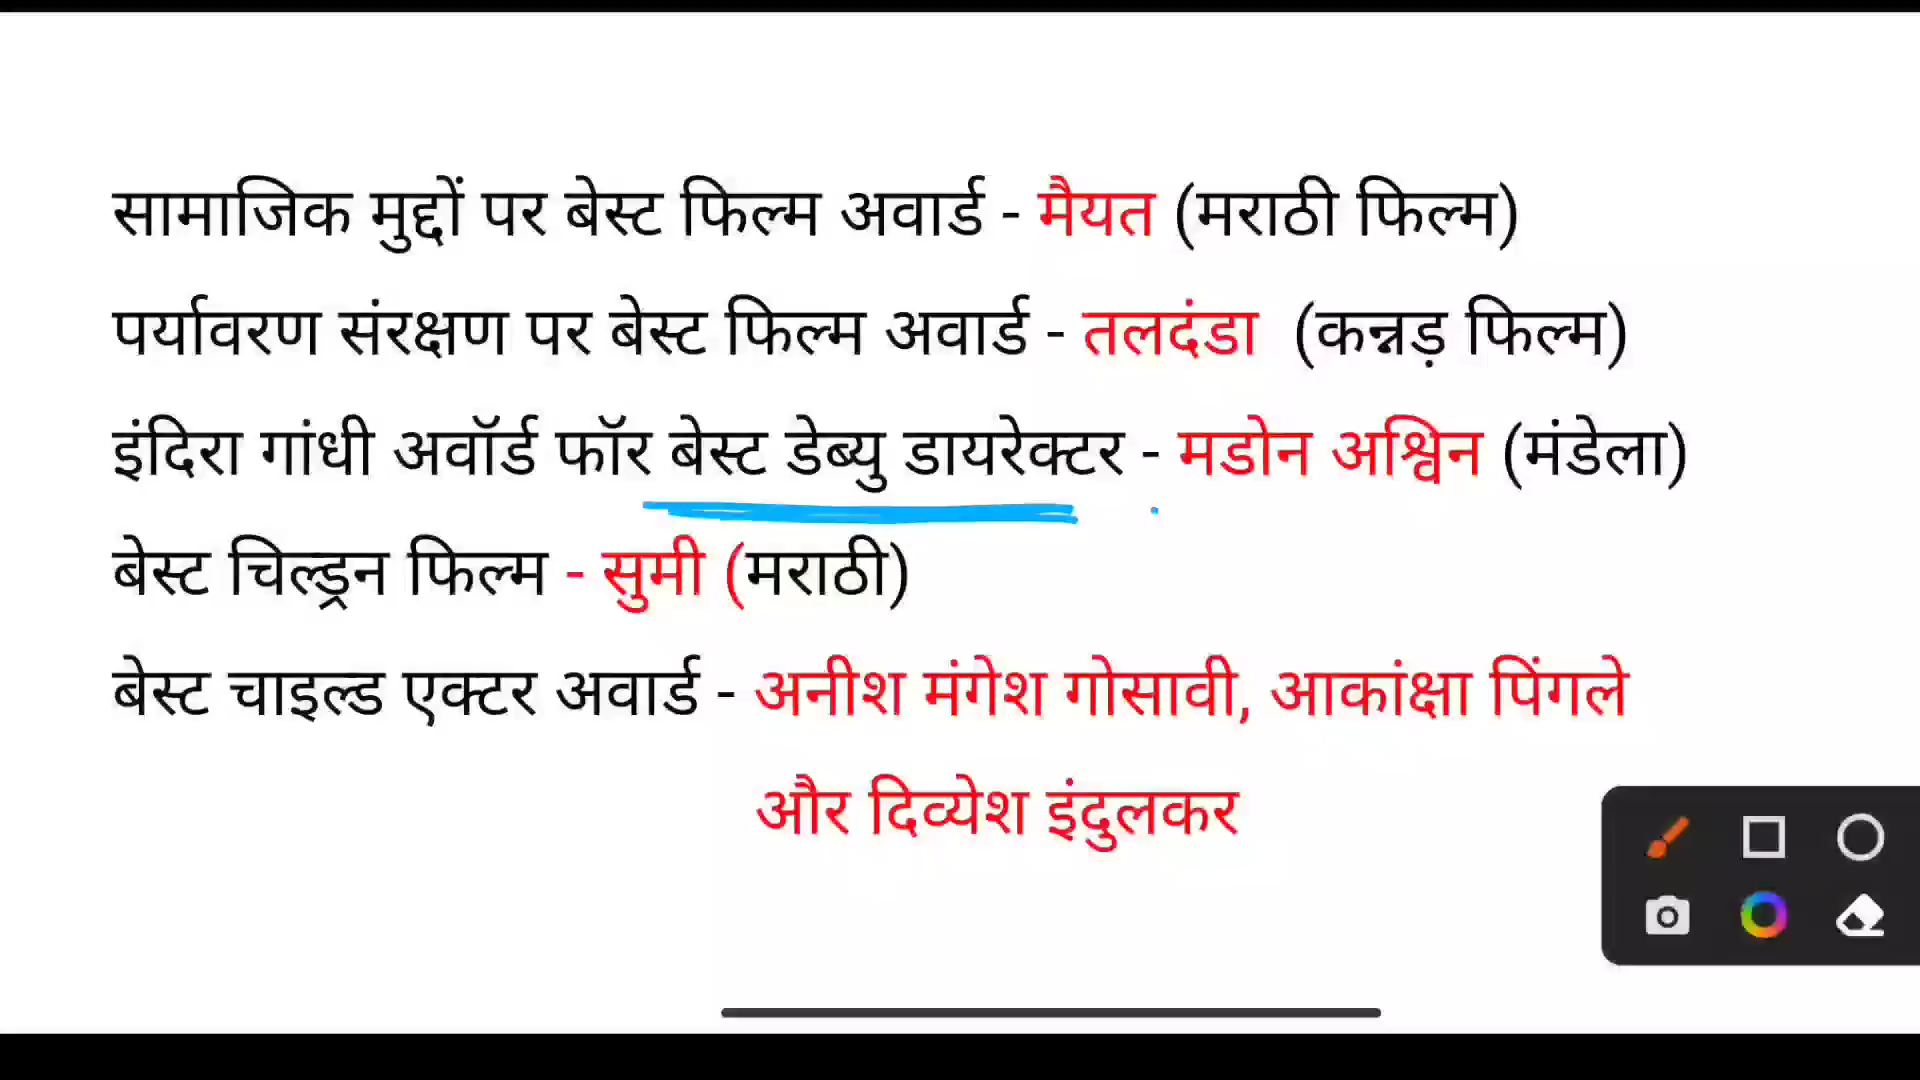 सामाजिक मुद्दों पर बेस्ट फिल्म अवार्ड - मैयत (मराठी फिल्म)
पर्यावरण संरक्षण पर बेस्ट फिल्म अवार्ड - तलदंडा (कन्नड़ फिल्म)
इंदिरा गांधी अवॉर्ड फॉर बेस्ट डेब्यु डायरेक्टर - मडोन अश्विन (मंडेला)
बेस्ट चिल्ड्रन फिल्म - सुमी (मराठी)
बेस्ट चाइल्ड एक्टर अवार्ड - अनीश मंगेश गोसावी, आकांक्षा पिंगले
और दिव्येश इंदुलकर